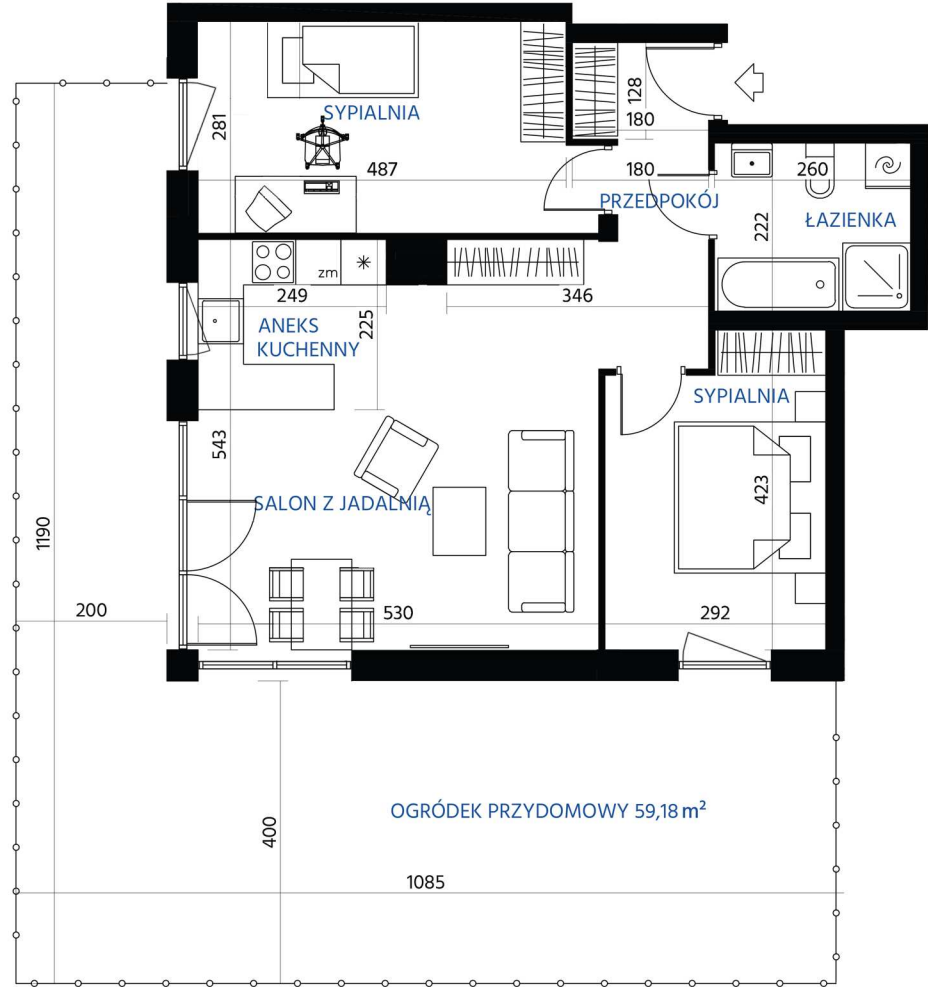 SYPIALNIA
281
487
128
180
180
PRZEDPOKÓJ
260
222
ŁAZIENKA
zm
249
346
225
ANEKS
KUCHENNY
SYPIALNIA
543
423
SALON Z JADALNIĄ
1190
200
530
292
OGRÓDEK PRZYDOMOWY 59,18 m²
400
1085